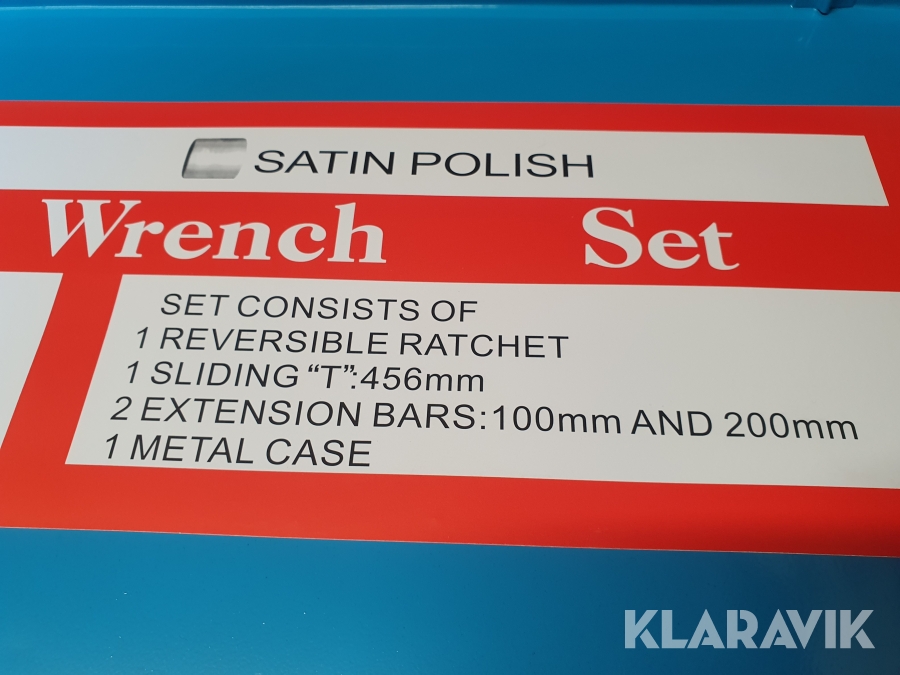 SATIN POLISH
Wrench Set
SET CONSISTS OF
1 REVERSIBLE RATCHET
1 SLIDING “T”:456mm
2 EXTENSION BARS:100mm AND 200mm
1 METAL CASE
KLARAVIK